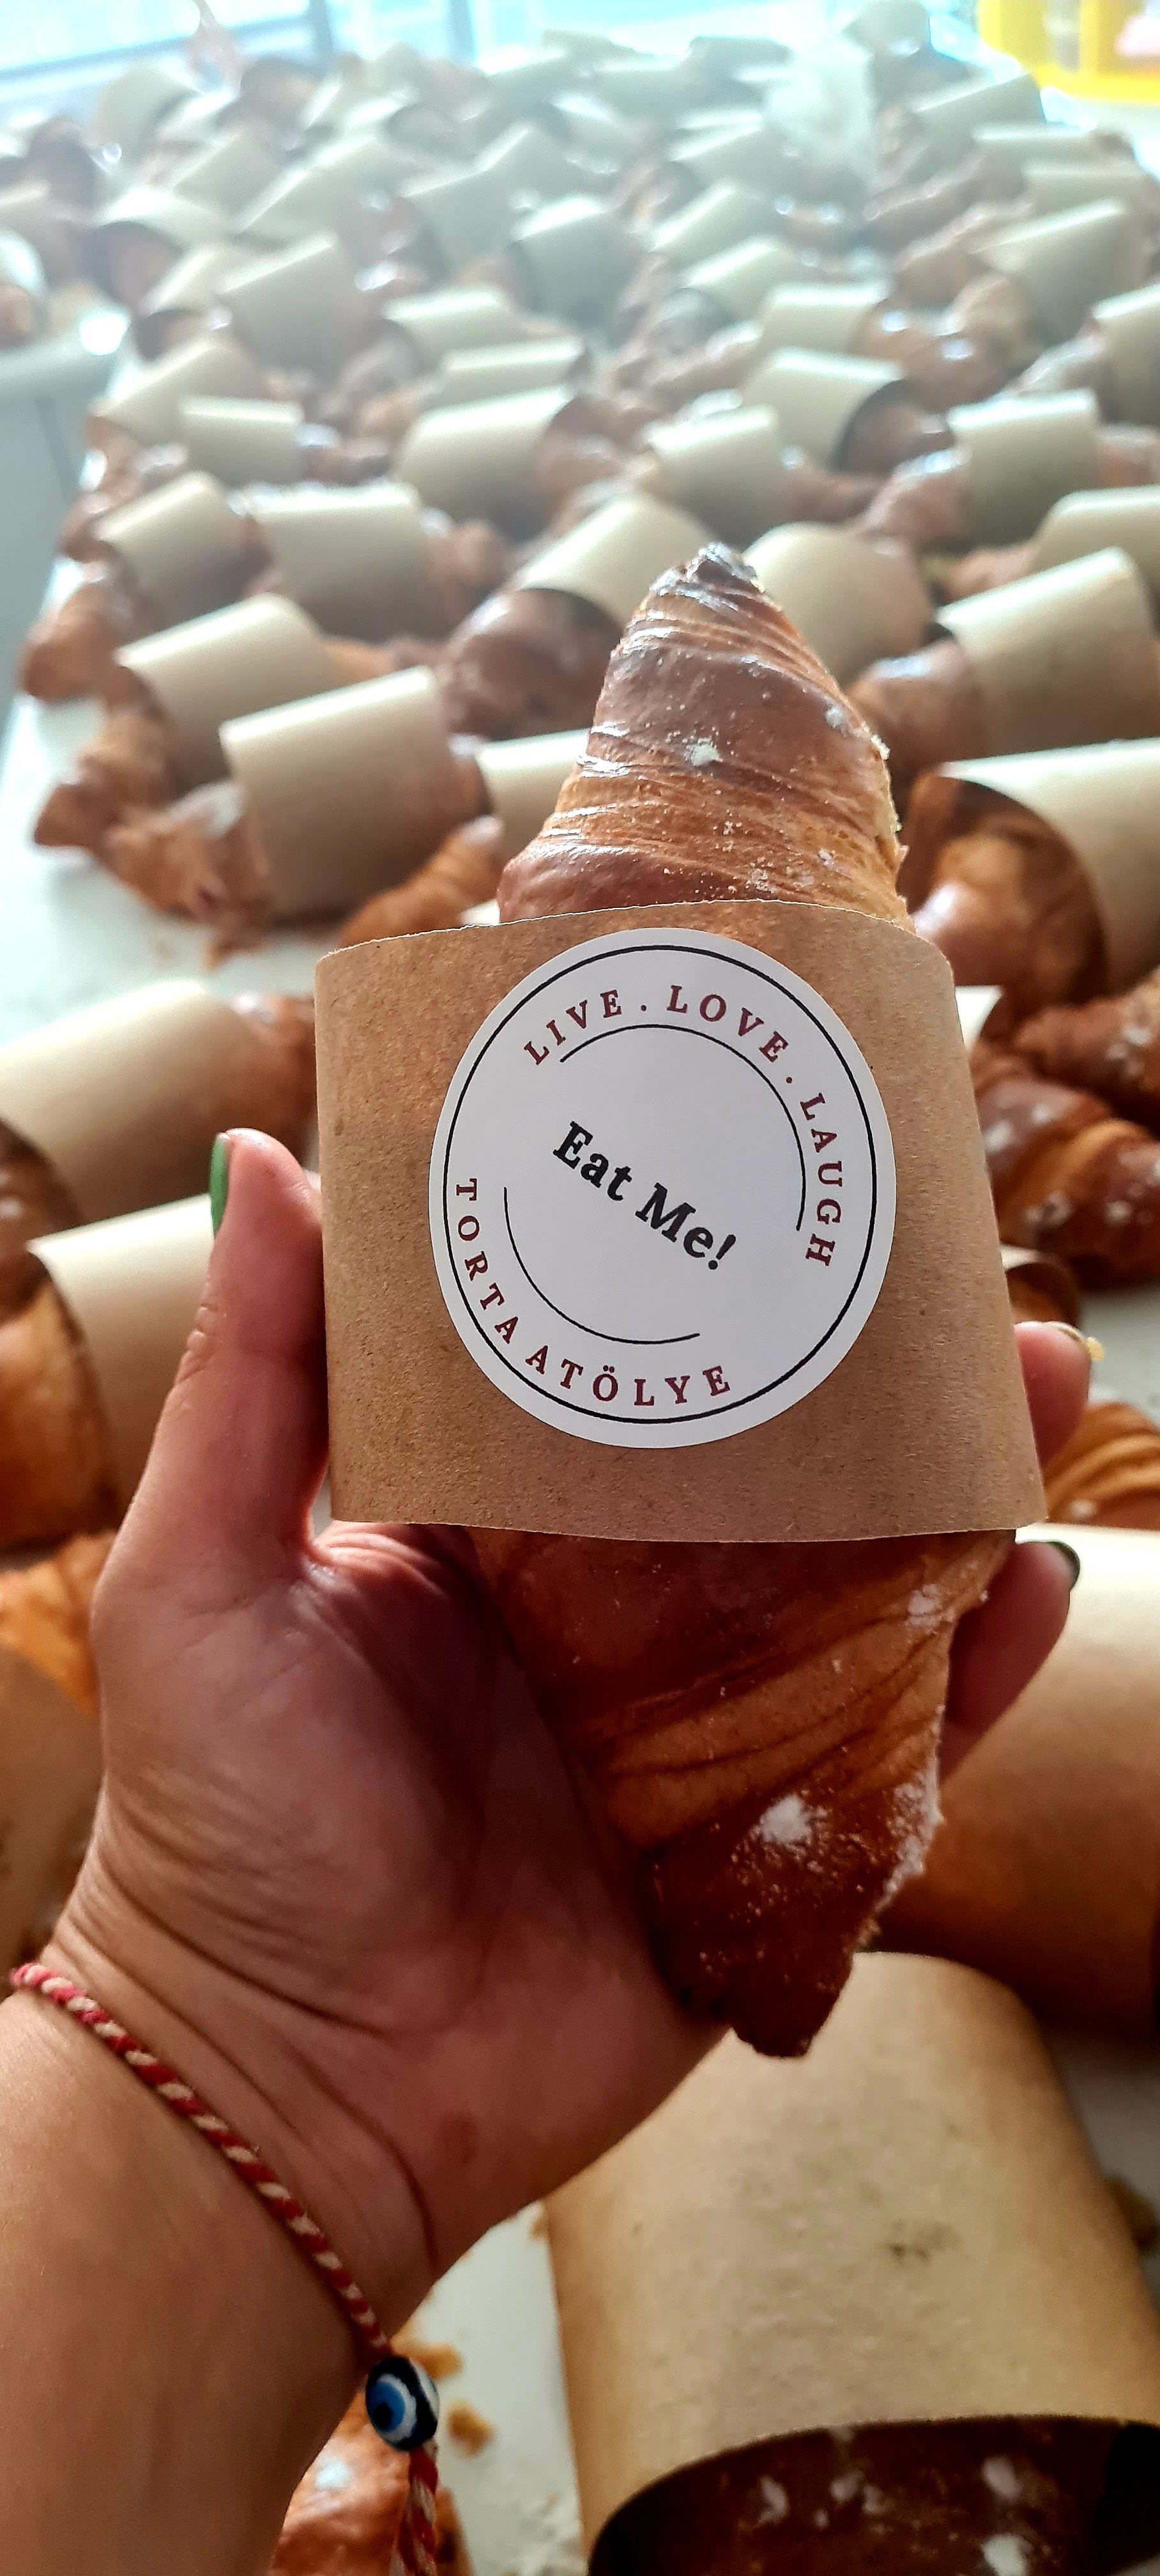 LIVE . LOVE . LAUGH
Eat Me!
TORTA ATÖLYE